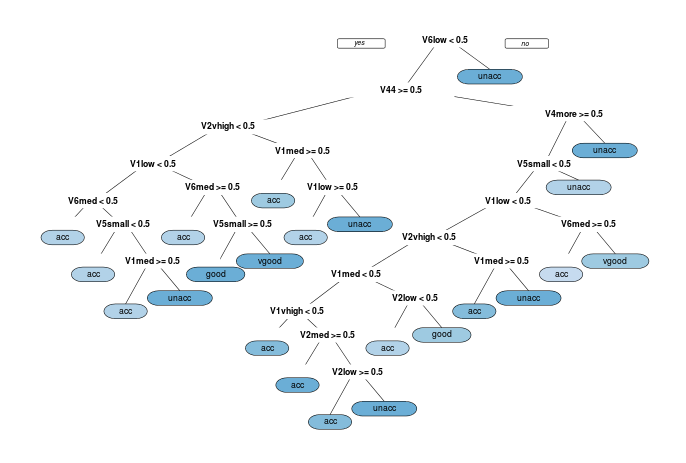 yes
V6low < 0.5
no
unacc
V44 >= 0.5
V4more >= 0.5
V2vhigh < 0.5
V1med >= 0.5
unacc
V1low < 0.5
V5small < 0.5
V6med >= 0.5
V1low >= 0.5
unacc
V6med < 0.5
acc
V1low < 0.5
V5small < 0.5
V5small >= 0.5
unacc
V6med >= 0.5
acc
acc
acc
V2vhigh < 0.5
V1med >= 0.5
vgood
V1med >= 0.5
vgood
acc
good
V1med < 0.5
acc
unacc
V2low < 0.5
unacc
acc
V1vhigh < 0.5
acc
V2med >= 0.5
good
acc
acc
V2low >= 0.5
acc
unacc
acc